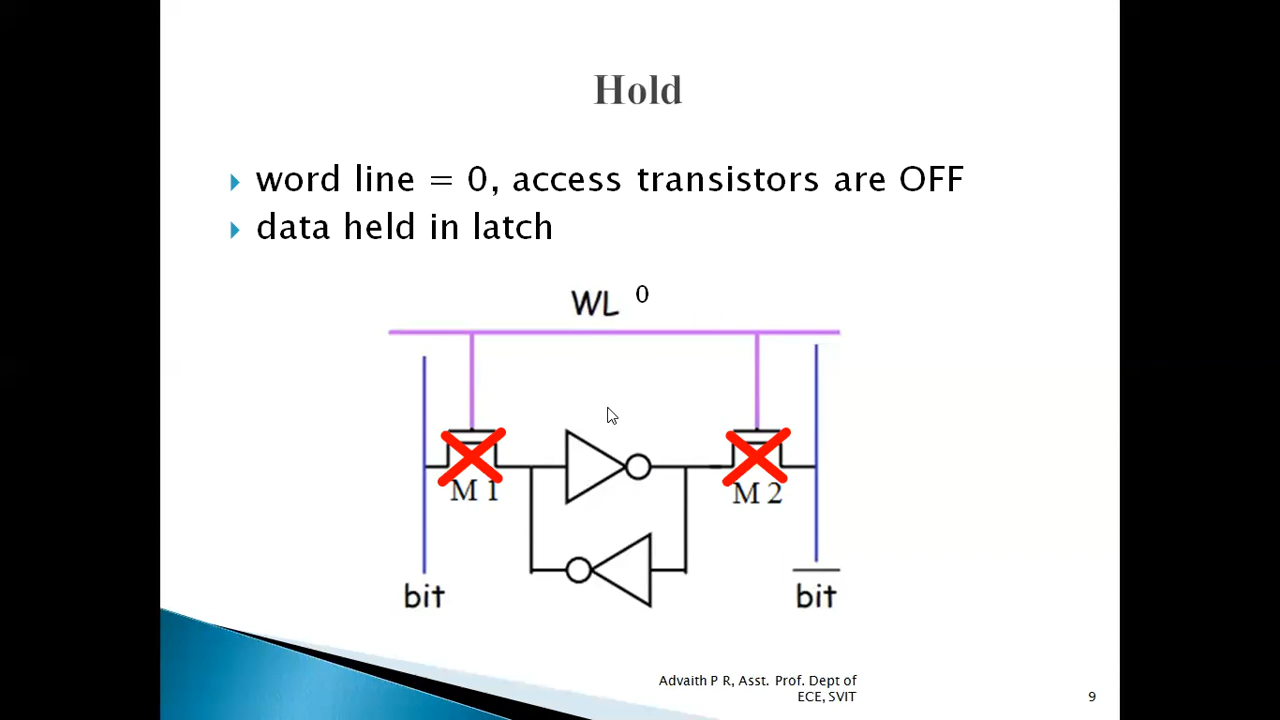 Hold
word line = 0, access transistors are OFF
data held in latch
WL 0
M 1
M 2
bit
bit
Advaith P R, Asst. Prof. Dept of
ECE, SVIT
9